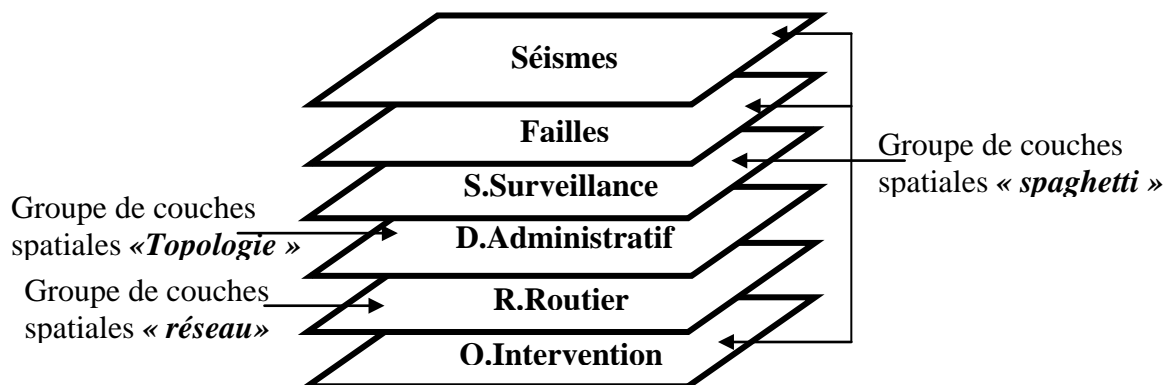 Séismes
Failles
S.Surveillance
D.Administratif
R.Routier
O.Intervention
Groupe de couches
spatiales « spaghetti »
Groupe de couches
spatiales «Topologie »
Groupe de couches
spatiales « réseau»